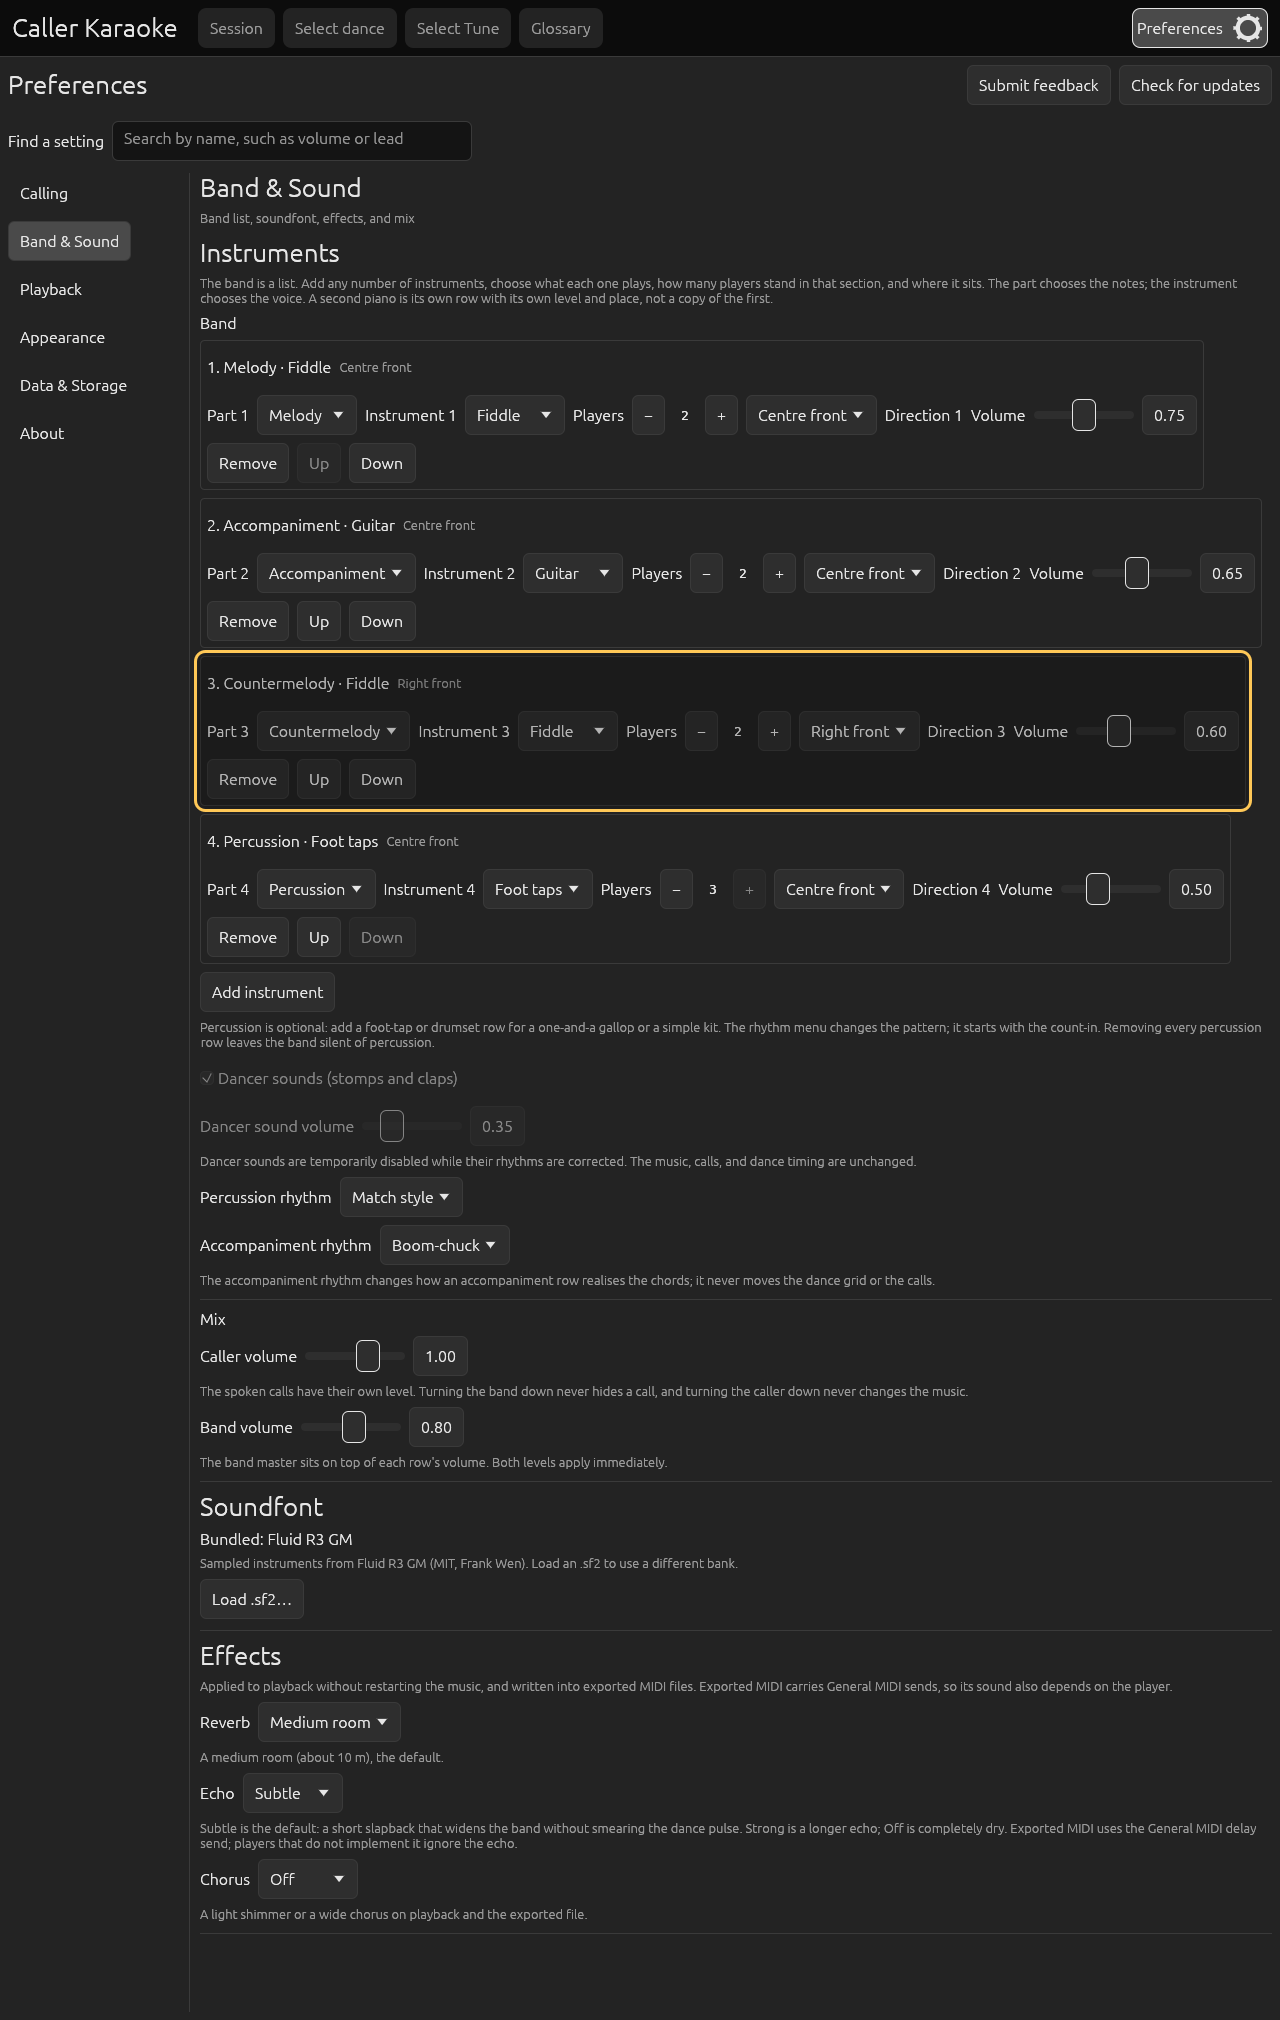 Caller Karaoke Session Select dance Select Tune Glossary Preferences
Preferences Submit feedback Check for updates
Find a setting Search by name, such as volume or lead
Calling
Band & Sound
Playback
Appearance
Data & Storage
About
Band & Sound
Band list, soundfont, effects, and mix
Instruments
The band is a list. Add any number of instruments, choose what each one plays, how many players stand in that section, and where it sits. The part chooses the notes; the instrument
chooses the voice. A second piano is its own row with its own level and place, not a copy of the first.
Band
1. Melody · Fiddle Centre front
Part 1 Melody Instrument 1 Fiddle Players − 2 + Centre front Direction 1 Volume 0.75
Remove Up Down
2. Accompaniment · Guitar Centre front
Part 2 Accompaniment Instrument 2 Guitar Players − 2 + Centre front Direction 2 Volume 0.65
Remove Up Down
3. Countermelody · Fiddle Right front
Part 3 Countermelody Instrument 3 Fiddle Players − 2 + Right front Direction 3 Volume 0.60
Remove Up Down
4. Percussion · Foot taps Centre front
Part 4 Percussion Instrument 4 Foot taps Players − 3 + Centre front Direction 4 Volume 0.50
Remove Up Down
Add instrument
Percussion is optional: add a foot-tap or drumset row for a one-and-a gallop or a simple kit. The rhythm menu changes the pattern; it starts with the count-in. Removing every percussion
row leaves the band silent of percussion.
Dancer sounds (stomps and claps)
Dancer sound volume 0.35
Dancer sounds are temporarily disabled while their rhythms are corrected. The music, calls, and dance timing are unchanged.
Percussion rhythm Match style
Accompaniment rhythm Boom-chuck
The accompaniment rhythm changes how an accompaniment row realises the chords; it never moves the dance grid or the calls.
Mix
Caller volume 1.00
The spoken calls have their own level. Turning the band down never hides a call, and turning the caller down never changes the music.
Band volume 0.80
The band master sits on top of each row's volume. Both levels apply immediately.
Soundfont
Bundled: Fluid R3 GM
Sampled instruments from Fluid R3 GM (MIT, Frank Wen). Load an .sf2 to use a different bank.
Load .sf2…
Effects
Applied to playback without restarting the music, and written into exported MIDI files. Exported MIDI carries General MIDI sends, so its sound also depends on the player.
Reverb Medium room
A medium room (about 10 m), the default.
Echo Subtle
Subtle is the default: a short slapback that widens the band without smearing the dance pulse. Strong is a longer echo; Off is completely dry. Exported MIDI uses the General MIDI delay
send; players that do not implement it ignore the echo.
Chorus Off
A light shimmer or a wide chorus on playback and the exported file.